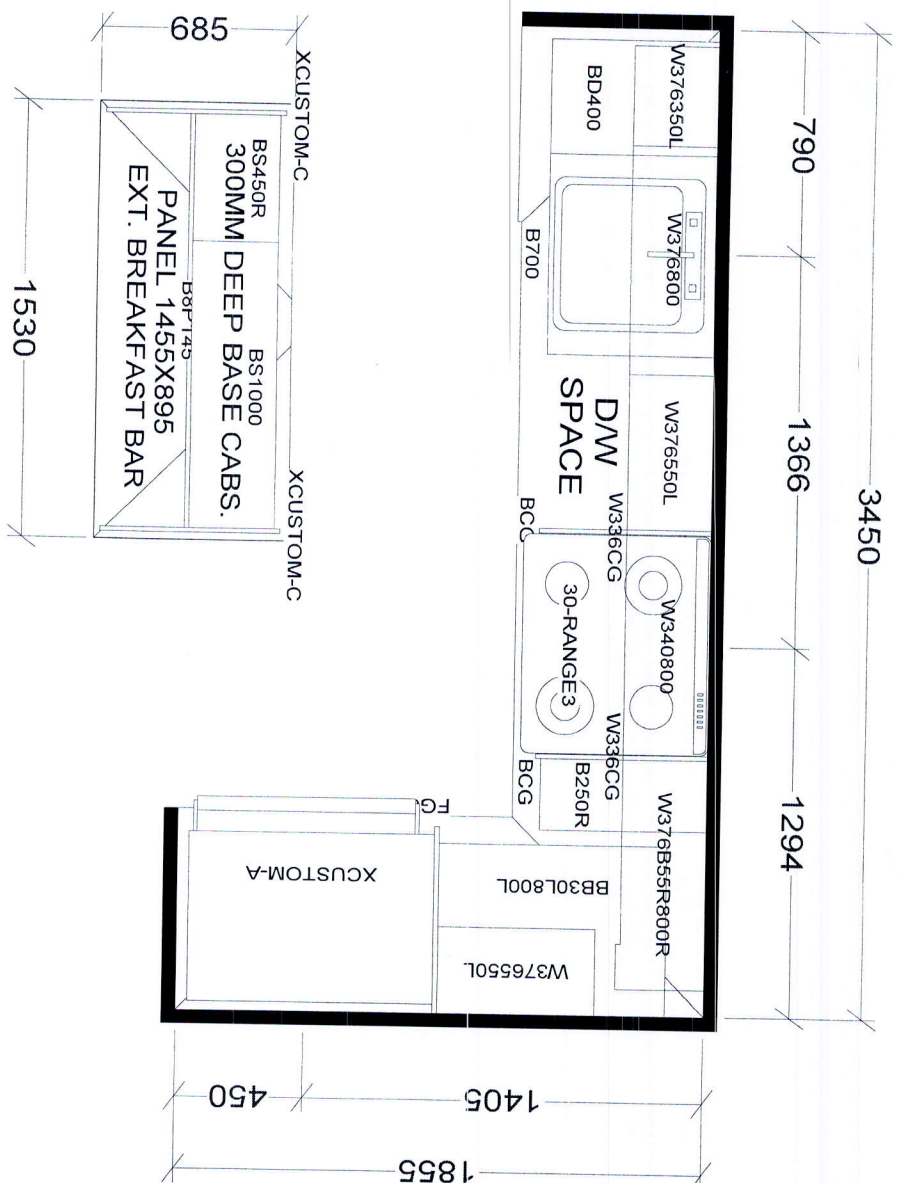 3450
790
1366
1294
W376350L
BD400
W376800
B700
W376550L
D/W
SPACE
W336CG
BCG
W340800
30-RANGE3
W336CG
BCG
B250R
W376B55R800R
BB30L800L
W376550L
XCUSTOM-A
FG
1405
450
1855
685
1530
XCUSTOM-C
XCUSTOM-C
BS450R
BS1000
300MM DEEP BASE CABS.
PANEL 1455X895
EXT. BREAKFAST BAR